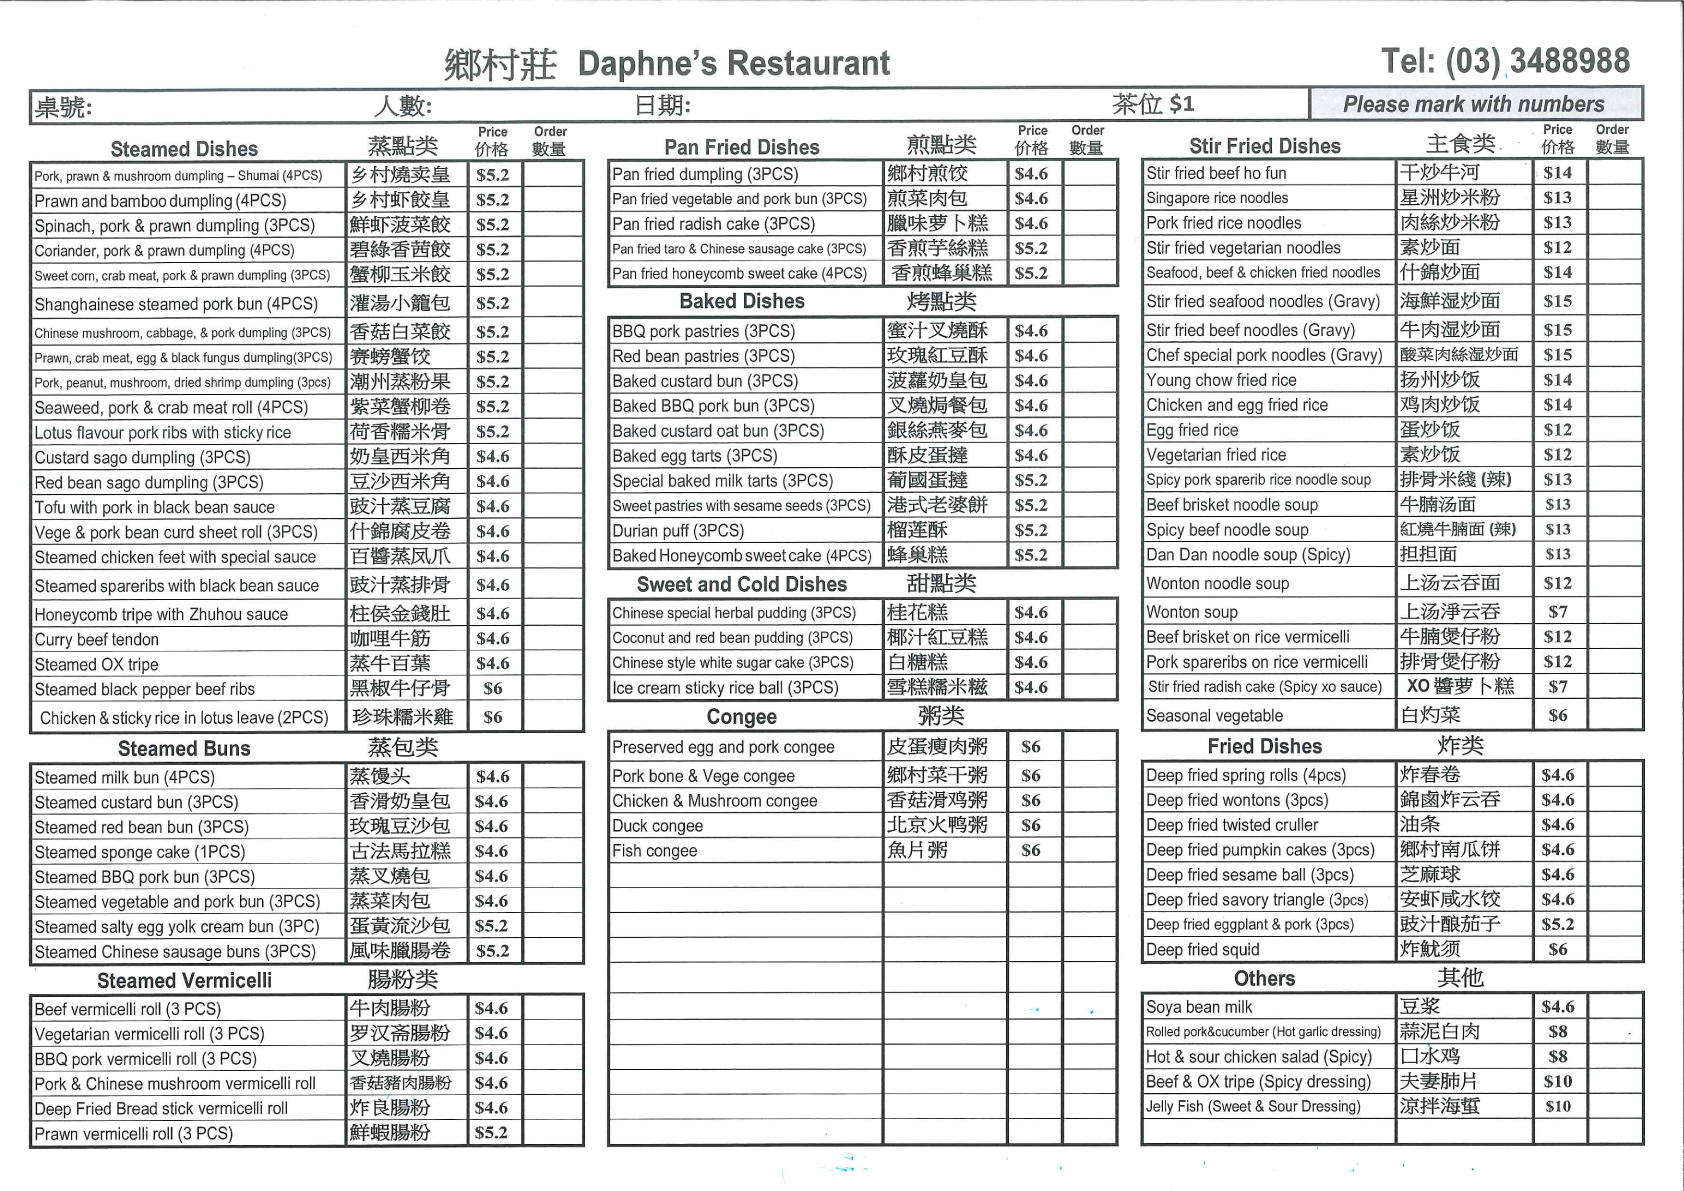 鄉村莊 Daphne's Restaurant Tel: (03) 3488988
桌號: 人數: 日期: 茶位 $1 Please mark with numbers
Steamed Dishes 蒸點类 Price 价格 Order 數量
Pork, prawn & mushroom dumpling – Shumai (4PCS) 乡村燒卖皇 $5.2
Prawn and bamboo dumpling (4PCS) 乡村虾餃皇 $5.2
Spinach, pork & prawn dumpling (3PCS) 鮮虾菠菜餃 $5.2
Coriander, pork & prawn dumpling (4PCS) 碧綠香茜餃 $5.2
Sweet corn, crab meat, pork & prawn dumpling (3PCS) 蟹柳玉米餃 $5.2
Shanghainese steamed pork bun (4PCS) 灌湯小籠包 $5.2
Chinese mushroom, cabbage, & pork dumpling (3PCS) 香菇白菜餃 $5.2
Prawn, crab meat, egg & black fungus dumpling(3PCS) 赛螃蟹饺 $5.2
Pork, peanut, mushroom, dried shrimp dumpling (3pcs) 潮州蒸粉果 $5.2
Seaweed, pork & crab meat roll (4PCS) 紫菜蟹柳卷 $5.2
Lotus flavour pork ribs with sticky rice 荷香糯米骨 $5.2
Custard sago dumpling (3PCS) 奶皇西米角 $4.6
Red bean sago dumpling (3PCS) 豆沙西米角 $4.6
Tofu with pork in black bean sauce 豉汁蒸豆腐 $4.6
Vege & pork bean curd sheet roll (3PCS) 什錦腐皮卷 $4.6
Steamed chicken feet with special sauce 百醬蒸凤爪 $4.6
Steamed spareribs with black bean sauce 豉汁蒸排骨 $4.6
Honeycomb tripe with Zhuhou sauce 柱侯金錢肚 $4.6
Curry beef tendon 咖哩牛筋 $4.6
Steamed OX tripe 蒸牛百葉 $4.6
Steamed black pepper beef ribs 黑椒牛仔骨 $6
Chicken & sticky rice in lotus leave (2PCS) 珍珠糯米雞 $6
Steamed Buns 蒸包类
Steamed milk bun (4PCS) 蒸馒头 $4.6
Steamed custard bun (3PCS) 香滑奶皇包 $4.6
Steamed red bean bun (3PCS) 玫瑰豆沙包 $4.6
Steamed sponge cake (1PCS) 古法馬拉糕 $4.6
Steamed BBQ pork bun (3PCS) 蒸叉燒包 $4.6
Steamed vegetable and pork bun (3PCS) 蒸菜肉包 $4.6
Steamed salty egg yolk cream bun (3PC) 蛋黃流沙包 $5.2
Steamed Chinese sausage buns (3PCS) 風味臘腸卷 $5.2
Steamed Vermicelli 腸粉类
Beef vermicelli roll (3 PCS) 牛肉腸粉 $4.6
Vegetarian vermicelli roll (3 PCS) 罗汉斋腸粉 $4.6
BBQ pork vermicelli roll (3 PCS) 叉燒腸粉 $4.6
Pork & Chinese mushroom vermicelli roll 香菇豬肉腸粉 $4.6
Deep Fried Bread stick vermicelli roll 炸良腸粉 $4.6
Prawn vermicelli roll (3 PCS) 鮮蝦腸粉 $5.2
Pan Fried Dishes 煎點类 Price 价格 Order 數量
Pan fried dumpling (3PCS) 鄉村煎饺 $4.6
Pan fried vegetable and pork bun (3PCS) 煎菜肉包 $4.6
Pan fried radish cake (3PCS) 臘味萝卜糕 $4.6
Pan fried taro & Chinese sausage cake (3PCS) 香煎芋絲糕 $5.2
Pan fried honeycomb sweet cake (4PCS) 香煎蜂巢糕 $5.2
Baked Dishes 烤點类
BBQ pork pastries (3PCS) 蜜汁叉燒酥 $4.6
Red bean pastries (3PCS) 玫瑰紅豆酥 $4.6
Baked custard bun (3PCS) 菠蘿奶皇包 $4.6
Baked BBQ pork bun (3PCS) 叉燒焗餐包 $4.6
Baked custard oat bun (3PCS) 銀絲燕麥包 $4.6
Baked egg tarts (3PCS) 酥皮蛋撻 $4.6
Special baked milk tarts (3PCS) 葡國蛋撻 $5.2
Sweet pastries with sesame seeds (3PCS) 港式老婆餅 $5.2
Durian puff (3PCS) 榴莲酥 $5.2
Baked Honeycomb sweet cake (4PCS) 蜂巢糕 $5.2
Sweet and Cold Dishes 甜點类
Chinese special herbal pudding (3PCS) 桂花糕 $4.6
Coconut and red bean pudding (3PCS) 椰汁紅豆糕 $4.6
Chinese style white sugar cake (3PCS) 白糖糕 $4.6
Ice cream sticky rice ball (3PCS) 雪糕糯米糍 $4.6
Congee 粥类
Preserved egg and pork congee 皮蛋瘦肉粥 $6
Pork bone & Vege congee 鄉村菜干粥 $6
Chicken & Mushroom congee 香菇滑鸡粥 $6
Duck congee 北京火鸭粥 $6
Fish congee 魚片粥 $6
Stir Fried Dishes 主食类 Price 价格 Order 數量
Stir fried beef ho fun 干炒牛河 $14
Singapore rice noodles 星洲炒米粉 $13
Pork fried rice noodles 肉絲炒米粉 $13
Stir fried vegetarian noodles 素炒面 $12
Seafood, beef & chicken fried noodles 什錦炒面 $14
Stir fried seafood noodles (Gravy) 海鮮湿炒面 $15
Stir fried beef noodles (Gravy) 牛肉湿炒面 $15
Chef special pork noodles (Gravy) 酸菜肉絲湿炒面 $15
Young chow fried rice 扬州炒饭 $14
Chicken and egg fried rice 鸡肉炒饭 $14
Egg fried rice 蛋炒饭 $12
Vegetarian fried rice 素炒饭 $12
Spicy pork sparerib rice noodle soup 排骨米綫 (辣) $13
Beef brisket noodle soup 牛腩汤面 $13
Spicy beef noodle soup 紅燒牛腩面 (辣) $13
Dan Dan noodle soup (Spicy) 担担面 $13
Wonton noodle soup 上汤云吞面 $12
Wonton soup 上汤淨云吞 $7
Beef brisket on rice vermicelli 牛腩煲仔粉 $12
Pork spareribs on rice vermicelli 排骨煲仔粉 $12
Stir fried radish cake (Spicy xo sauce) XO 醬萝卜糕 $7
Seasonal vegetable 白灼菜 $6
Fried Dishes 炸类
Deep fried spring rolls (4pcs) 炸春卷 $4.6
Deep fried wontons (3pcs) 錦鹵炸云吞 $4.6
Deep fried twisted cruller 油条 $4.6
Deep fried pumpkin cakes (3pcs) 鄉村南瓜饼 $4.6
Deep fried sesame ball (3pcs) 芝麻球 $4.6
Deep fried savory triangle (3pcs) 安虾咸水饺 $4.6
Deep fried eggplant & pork (3pcs) 豉汁酿茄子 $5.2
Deep fried squid 炸魷须 $6
Others 其他
Soya bean milk 豆浆 $4.6
Rolled pork&cucumber (Hot garlic dressing) 蒜泥白肉 $8
Hot & sour chicken salad (Spicy) 口水鸡 $8
Beef & OX tripe (Spicy dressing) 夫妻肺片 $10
Jelly Fish (Sweet & Sour Dressing) 涼拌海蜇 $10